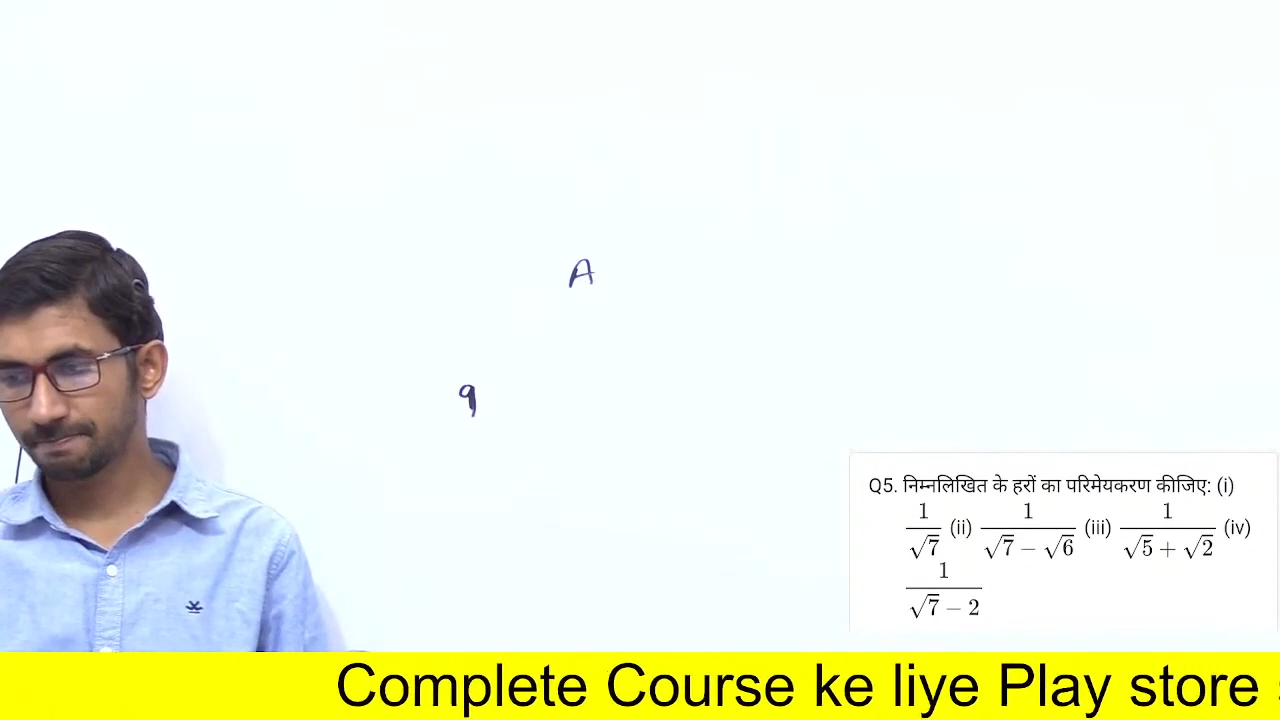 A
9
Q5. निम्नलिखित के हरों का परिमेयकरण कीजिए: (i)
1/√7 (ii) 1/(√7 − √6) (iii) 1/(√5 + √2) (iv)
1/(√7 − 2)
Complete Course ke liye Play store